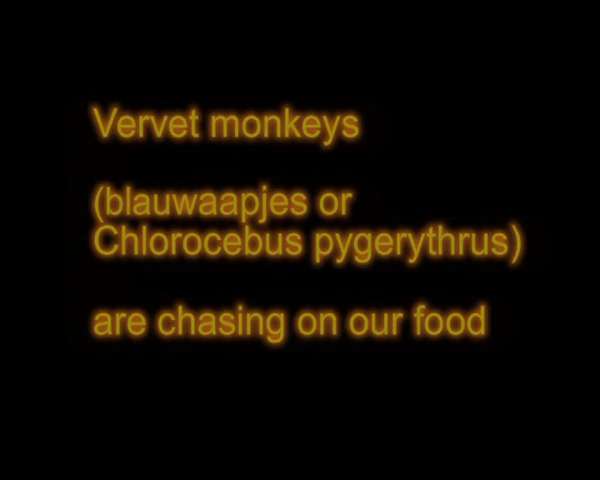 Vervet monkeys
(blauwaapjes or
Chlorocebus pygerythrus)
are chasing on our food